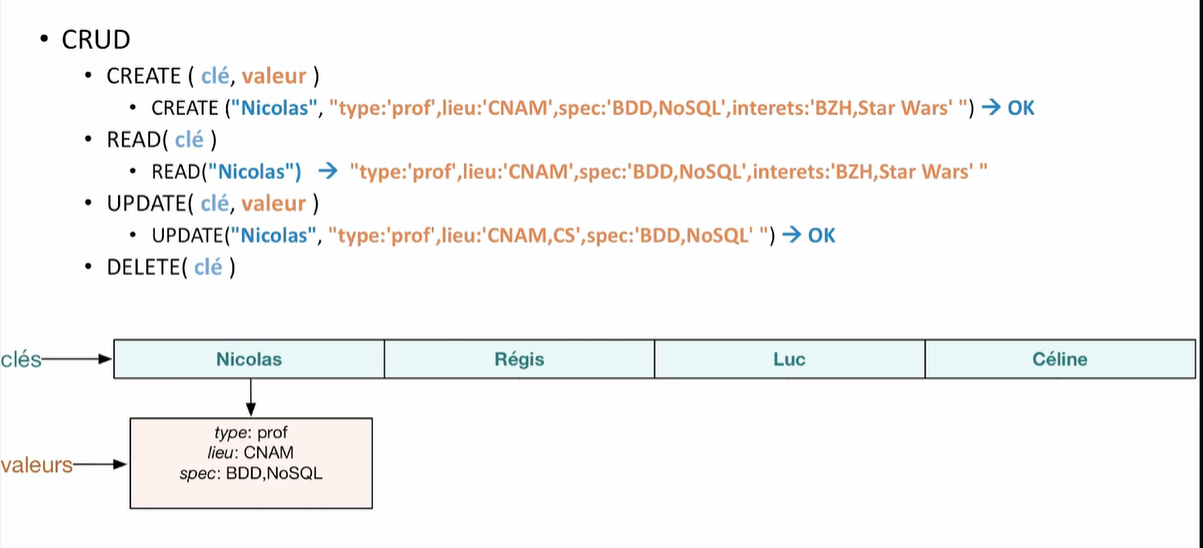 • CRUD
• CREATE ( clé, valeur )
• CREATE ("Nicolas", "type:'prof',lieu:'CNAM',spec:'BDD,NoSQL',interets:'BZH,Star Wars' ") → OK
• READ( clé )
• READ("Nicolas") → "type:'prof',lieu:'CNAM',spec:'BDD,NoSQL',interets:'BZH,Star Wars' "
• UPDATE( clé, valeur )
• UPDATE("Nicolas", "type:'prof',lieu:'CNAM,CS',spec:'BDD,NoSQL' ") → OK
• DELETE( clé )
clés Nicolas Régis Luc Céline
type: prof
lieu: CNAM
valeurs
spec: BDD,NoSQL